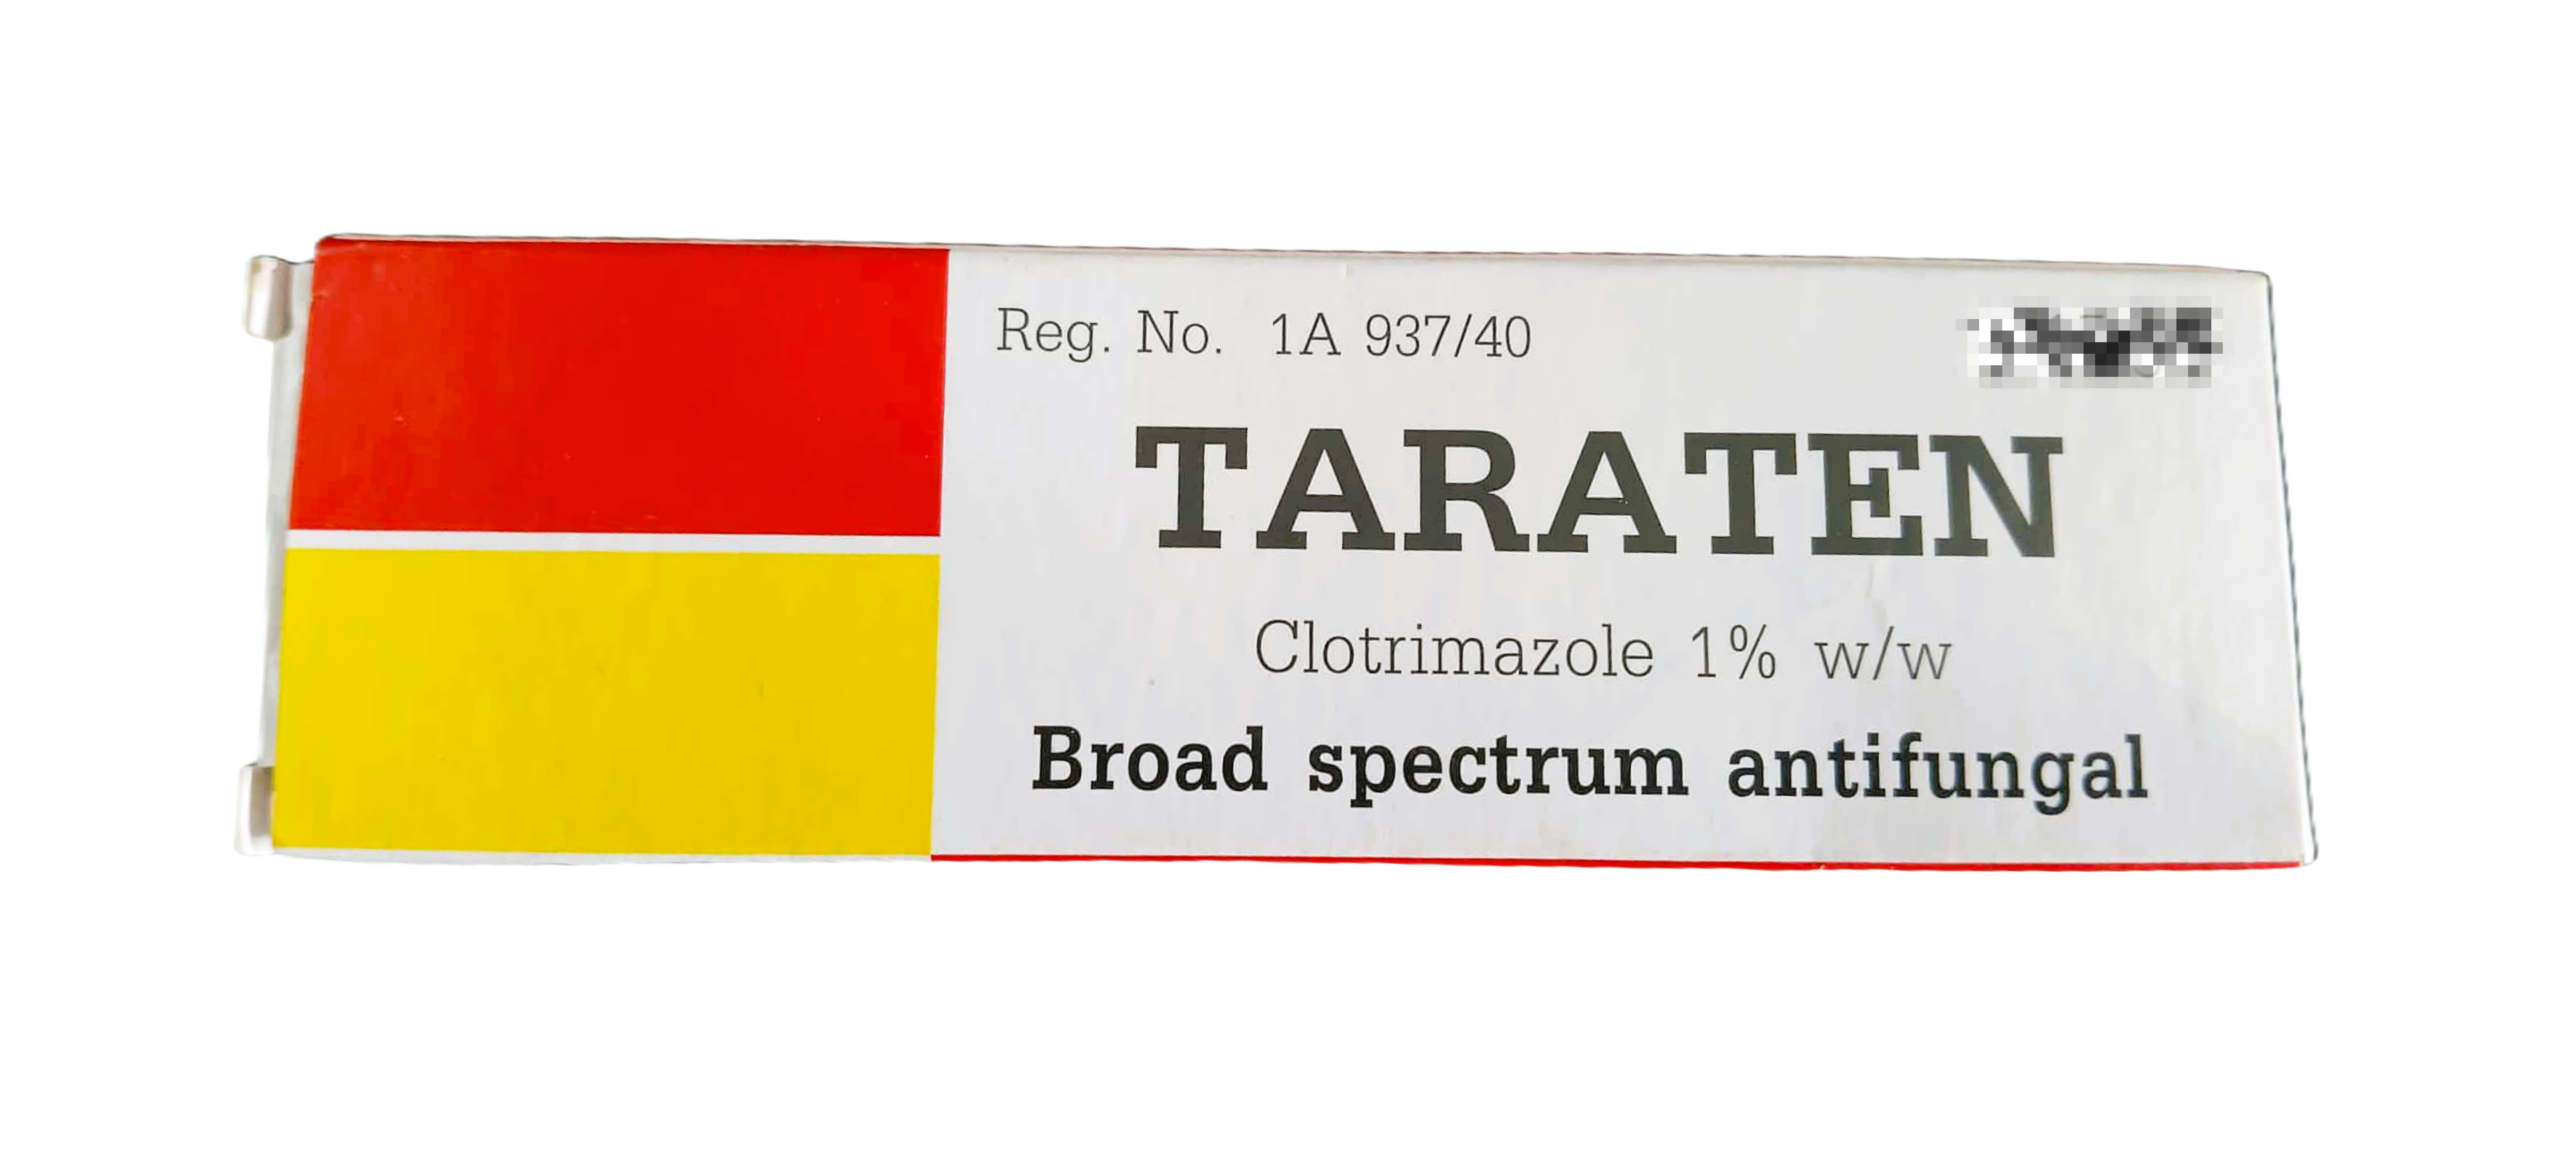 Reg. No. 1A 937/40
TARATEN
Clotrimazole 1% w/w
Broad spectrum antifungal